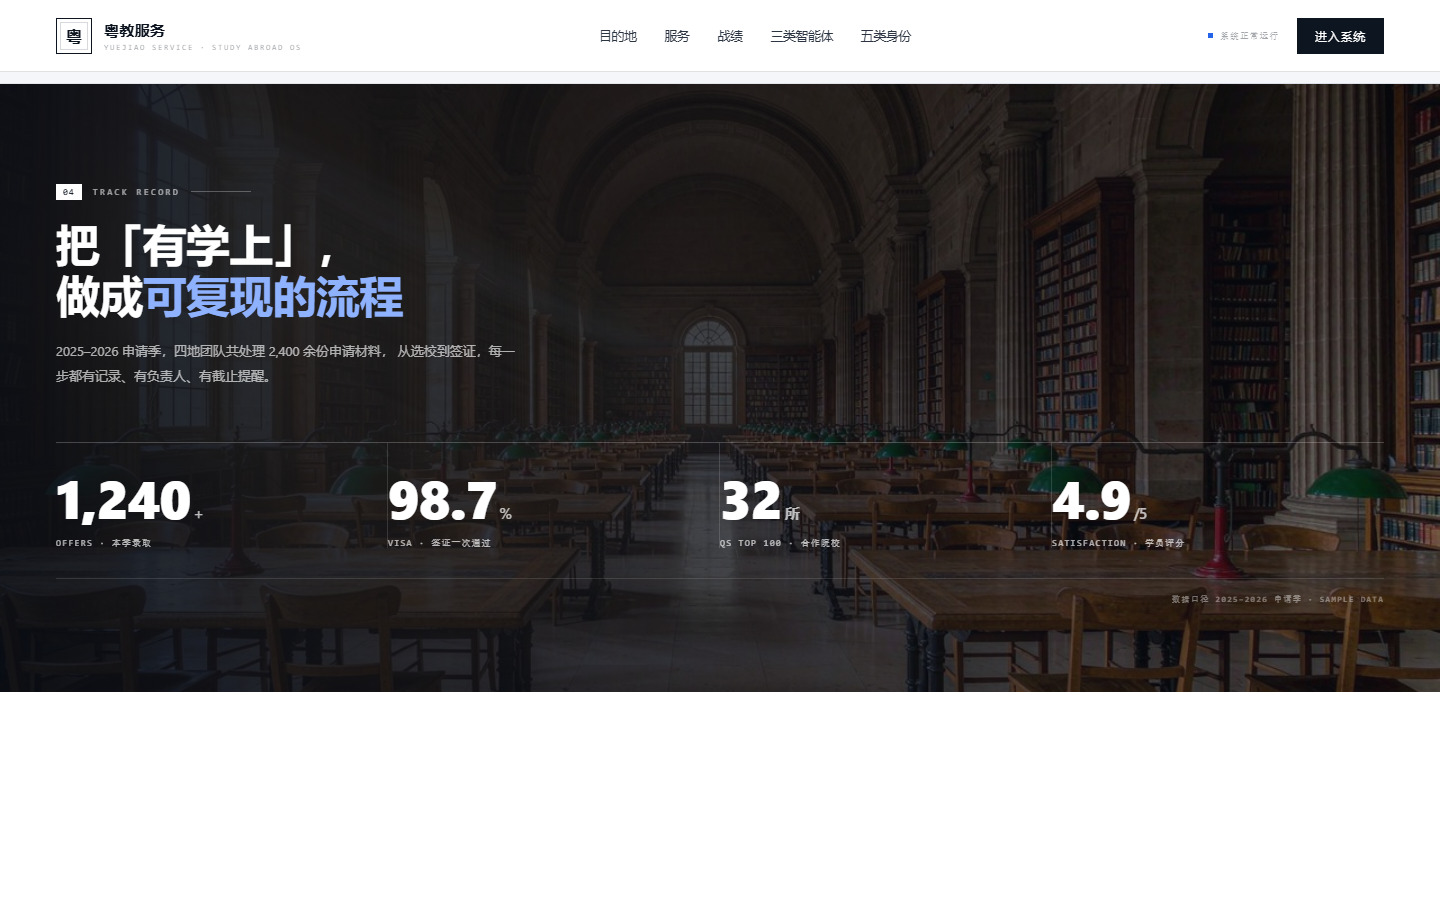 粤
粤教服务
YUEJIAO SERVICE · STUDY ABROAD OS
目的地
服务
战绩
三类智能体
五类身份
系统正常运行
进入系统
04 TRACK RECORD
把「有学上」，
做成可复现的流程
2025–2026 申请季，四地团队共处理 2,400 余份申请材料， 从选校到签证，每一
步都有记录、有负责人、有截止提醒。
1,240+
OFFERS · 本季录取
98.7%
VISA · 签证一次通过
32所
QS TOP 100 · 合作院校
4.9/5
SATISFACTION · 学员评分
数据口径 2025–2026 申请季 · SAMPLE DATA